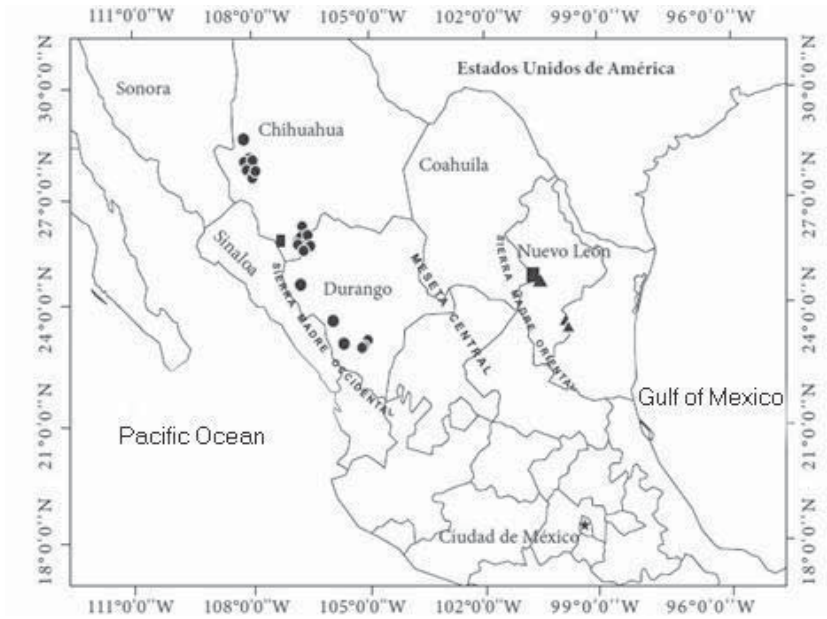 111°0'0''W 108°0'0''W 105°0'0''W 102°0'0''W 99°0'0''W 96°0'0''W
Estados Unidos de América
Sonora
Chihuahua
Coahuila
Nuevo León
Sinaloa
Durango
SIERRA MADRE OCCIDENTAL
MESETA CENTRAL
SIERRA MADRE ORIENTAL
Gulf of Mexico
Pacific Ocean
Ciudad de México
30°0'0''N
27°0'0''N
24°0'0''N
21°0'0''N
18°0'0''N
30°0'0''N
27°0'0''N
24°0'0''N
21°0'0''N
18°0'0''N
111°0'0''W 108°0'0''W 105°0'0''W 102°0'0''W 99°0'0''W 96°0'0''W